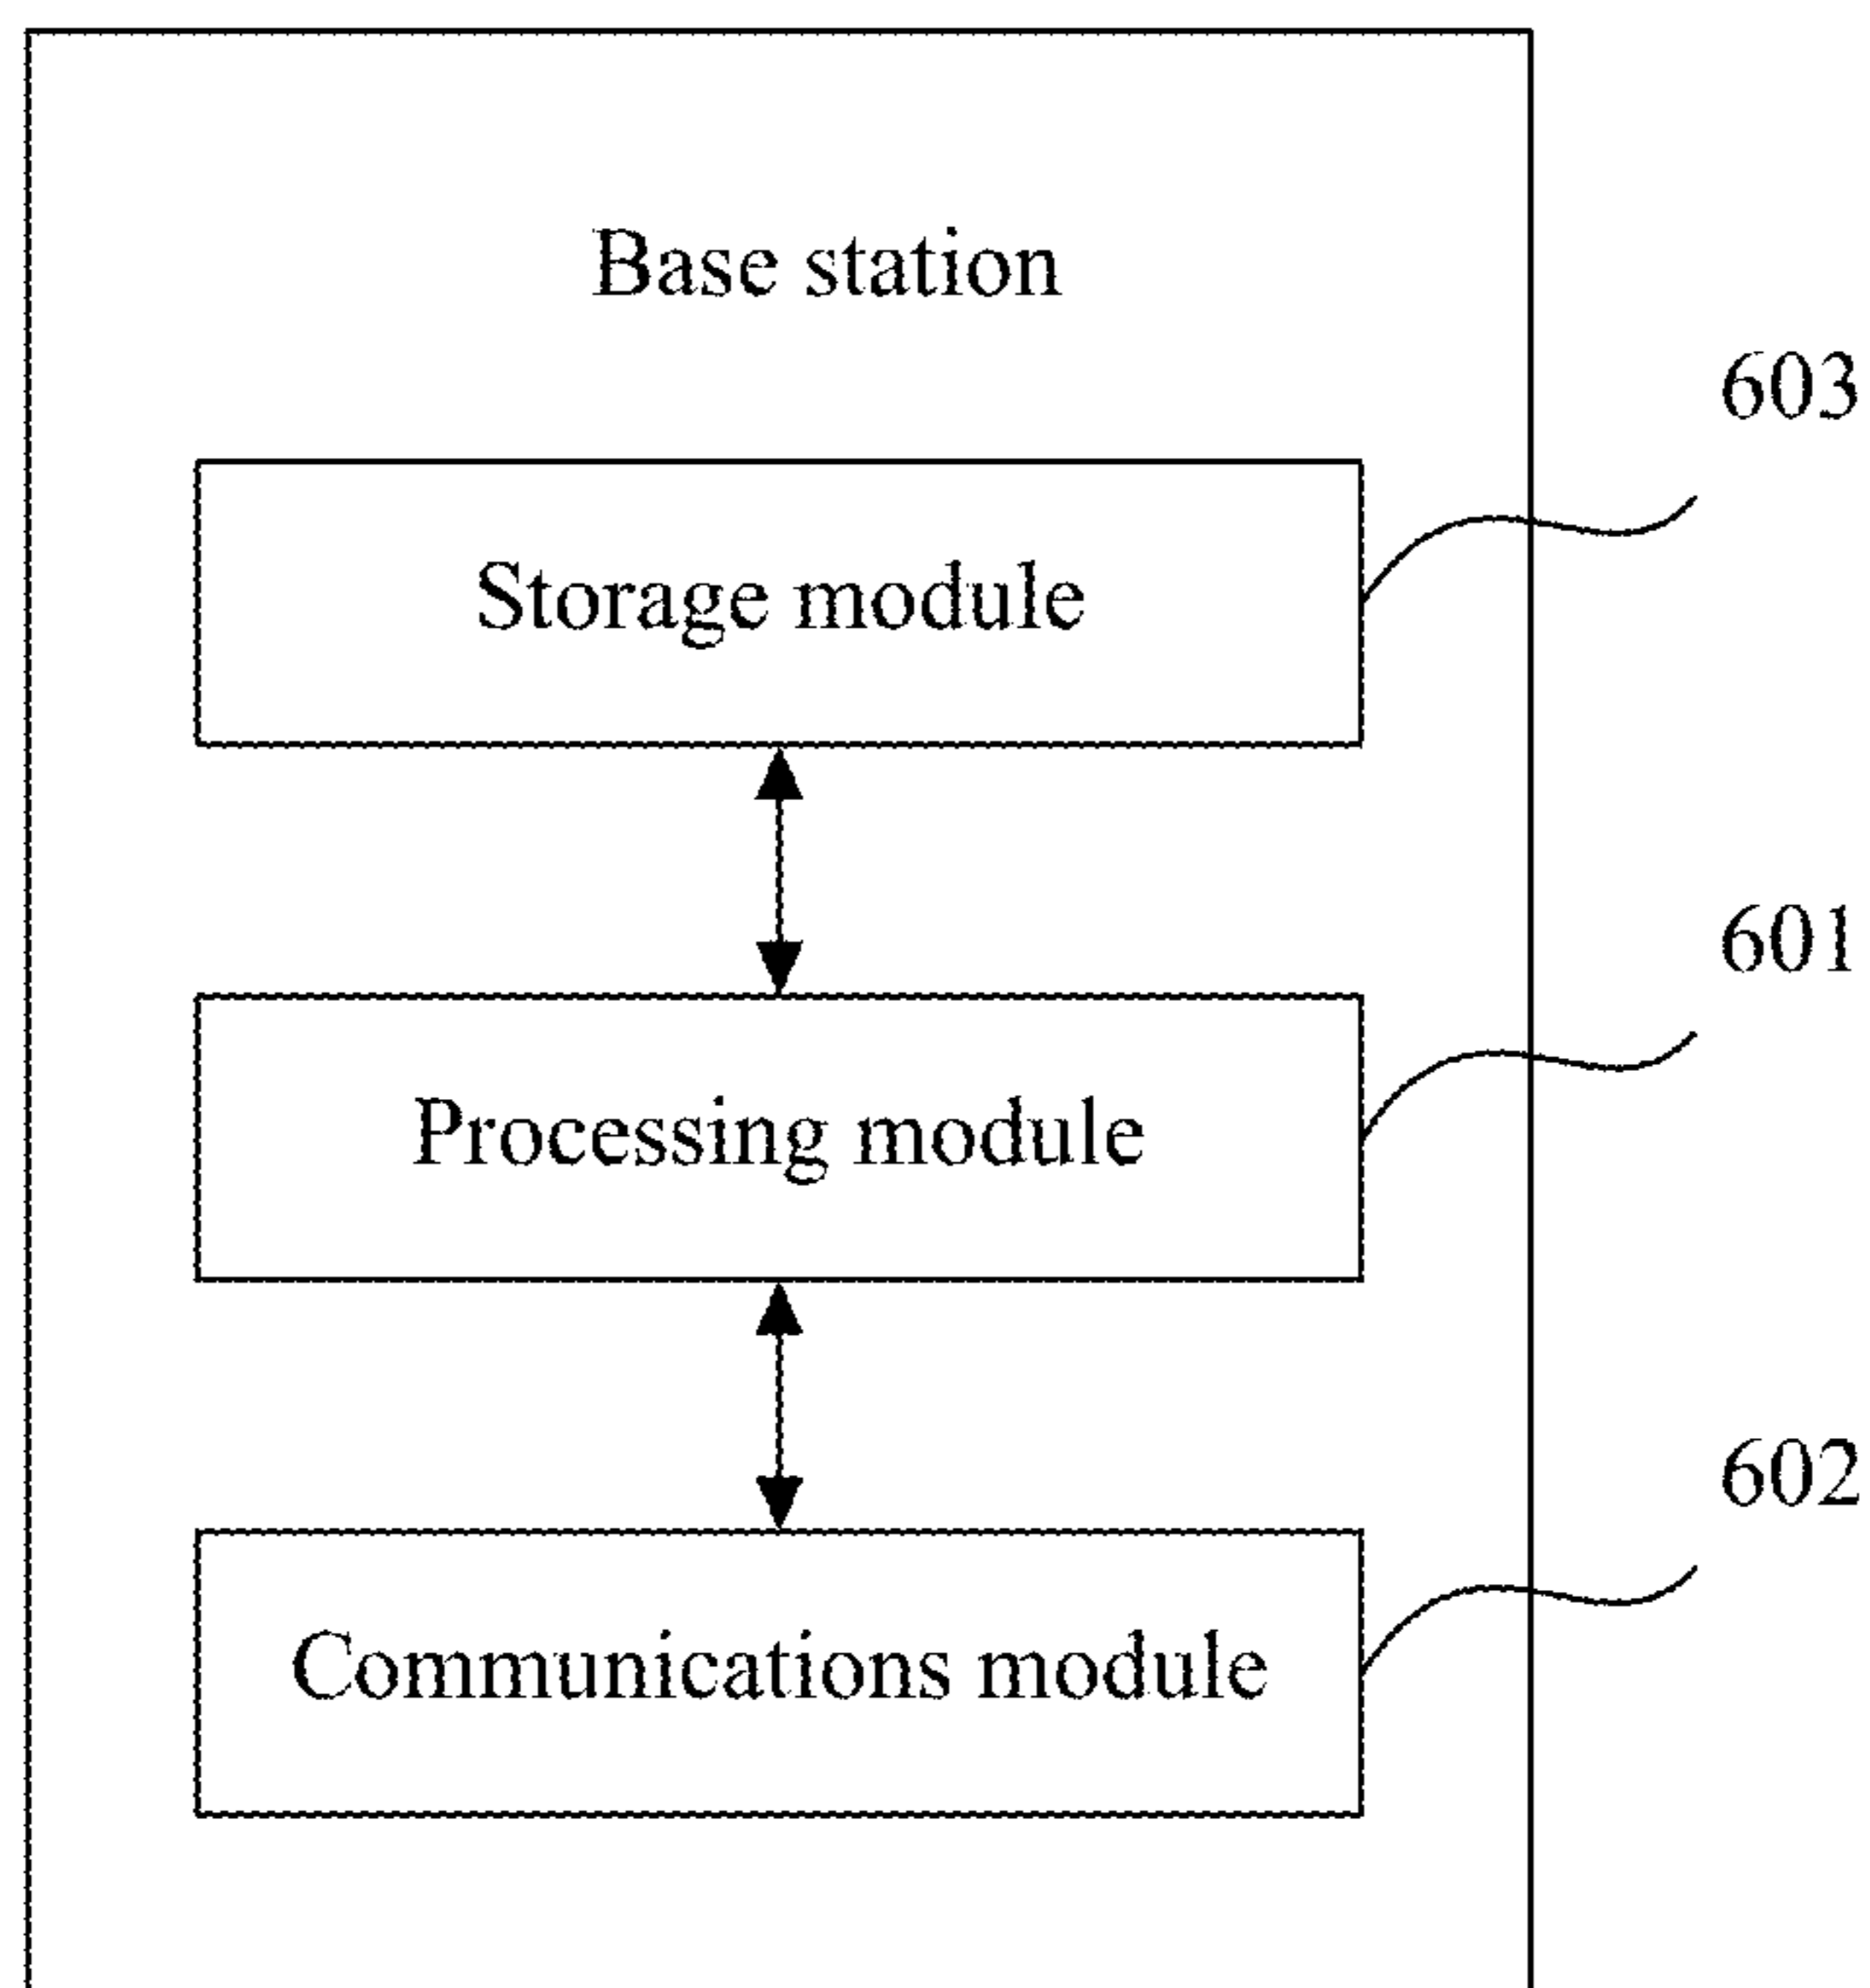 Base station
603
Storage module
601
Processing module
602
Communications module